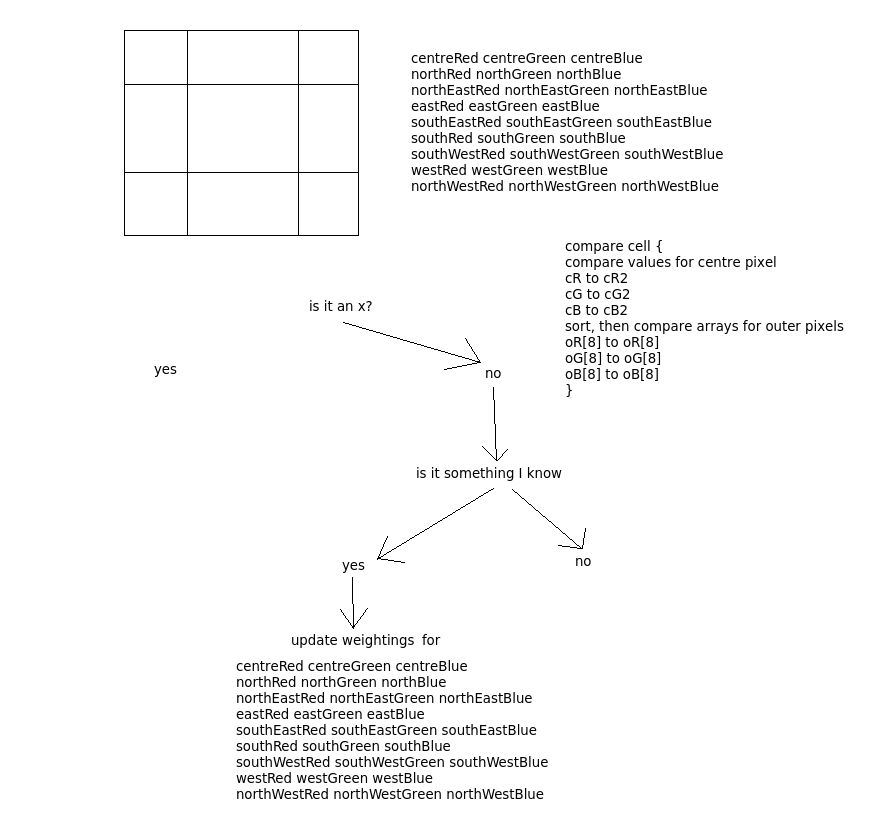 centreRed centreGreen centreBlue
northRed northGreen northBlue
northEastRed northEastGreen northEastBlue
eastRed eastGreen eastBlue
southEastRed southEastGreen southEastBlue
southRed southGreen southBlue
southWestRed southWestGreen southWestBlue
westRed westGreen westBlue
northWestRed northWestGreen northWestBlue
compare cell {
compare values for centre pixel
cR to cR2
cG to cG2
cB to cB2
sort, then compare arrays for outer pixels
oR[8] to oR[8]
oG[8] to oG[8]
oB[8] to oB[8]
}
is it an x?
yes
no
is it something I know
yes
no
update weightings  for
centreRed centreGreen centreBlue
northRed northGreen northBlue
northEastRed northEastGreen northEastBlue
eastRed eastGreen eastBlue
southEastRed southEastGreen southEastBlue
southRed southGreen southBlue
southWestRed southWestGreen southWestBlue
westRed westGreen westBlue
northWestRed northWestGreen northWestBlue